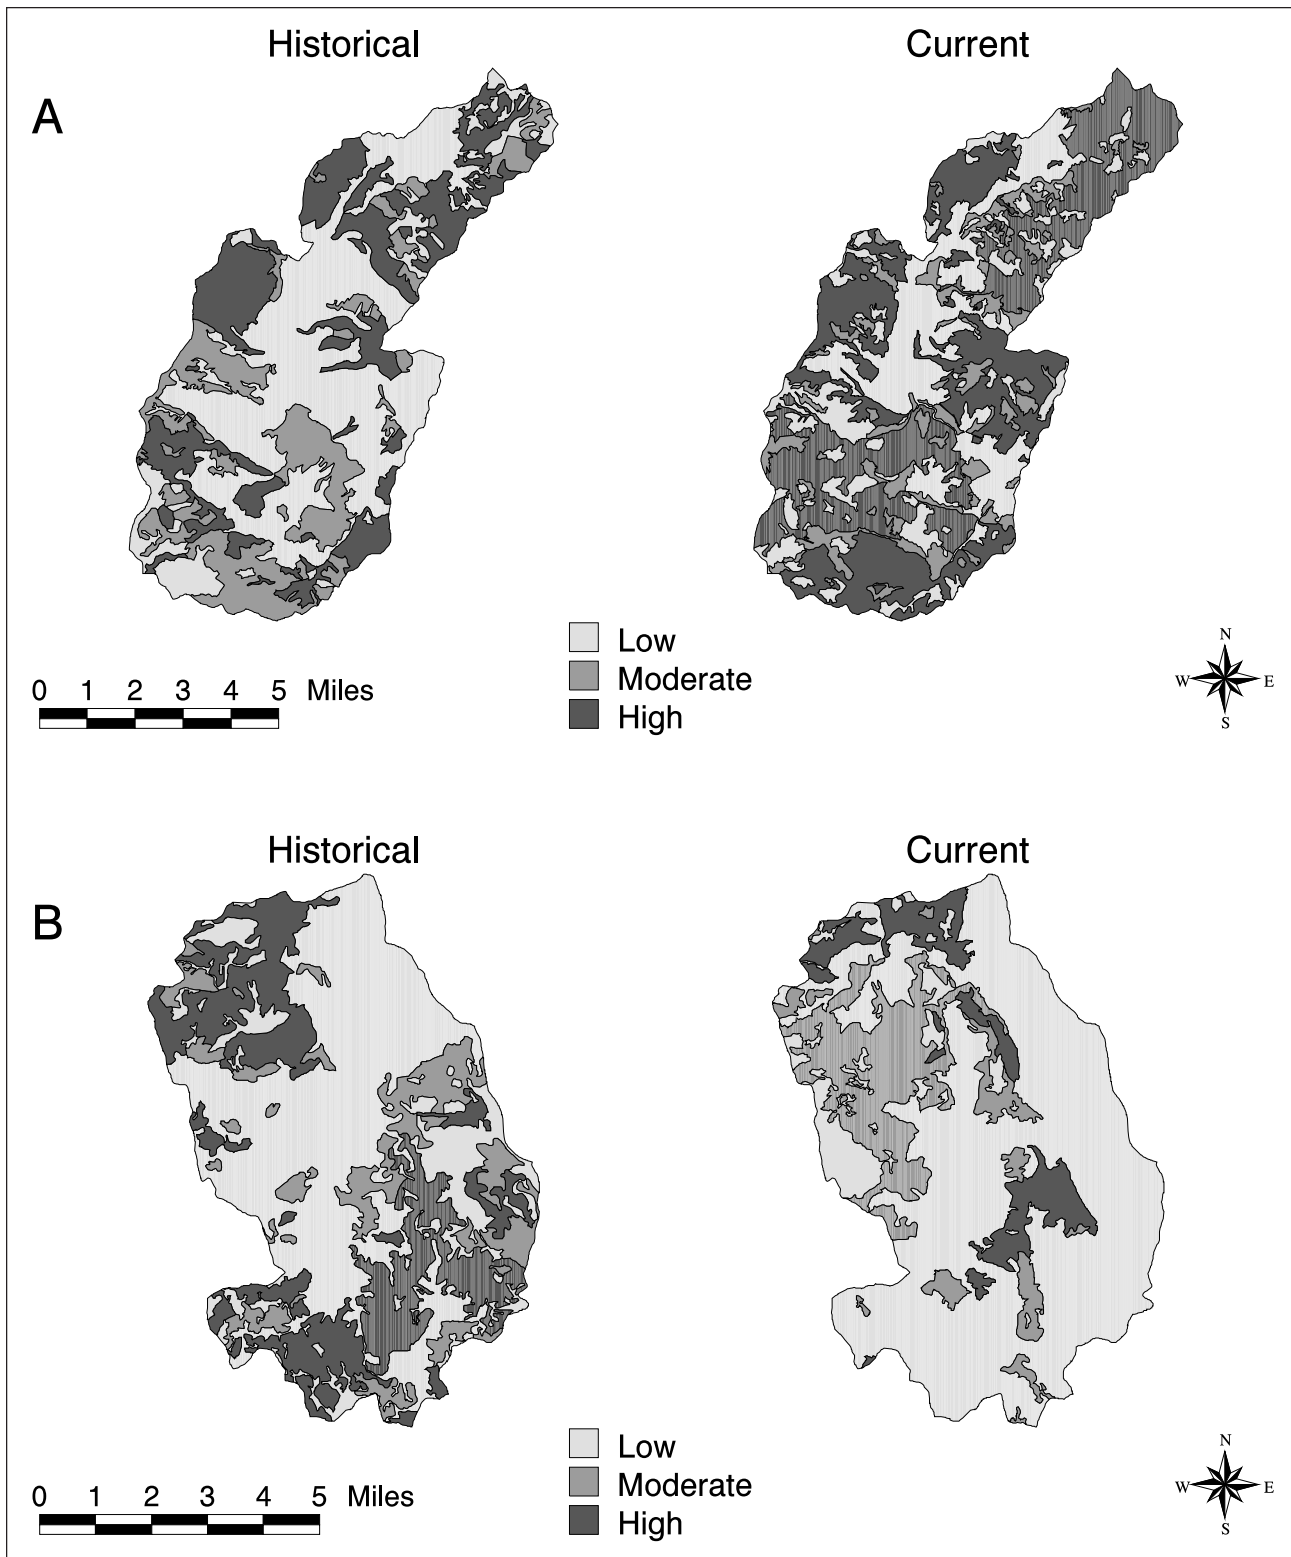 Historical
Current
A
Low
Moderate
High
0 1 2 3 4 5 Miles
N
W E
S
Historical
Current
B
Low
Moderate
High
0 1 2 3 4 5 Miles
N
W E
S